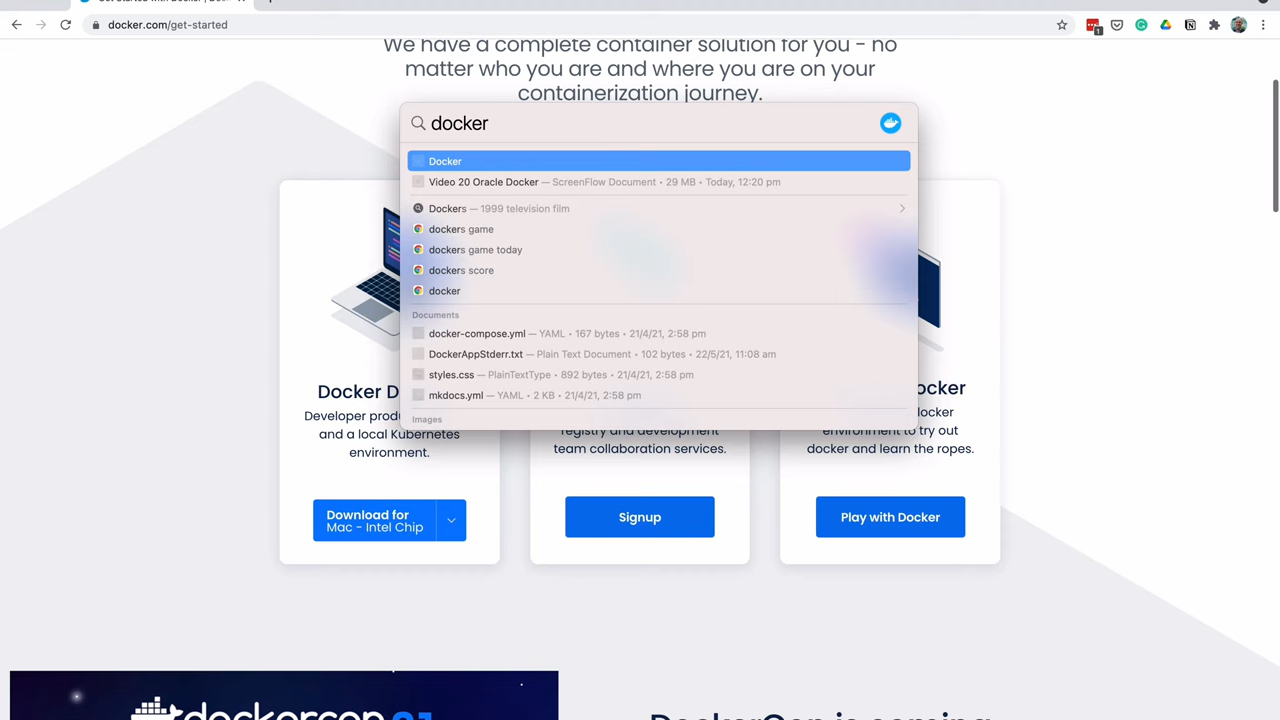 docker.com/get-started
1
We have a complete container solution for you - no
matter who you are and where you are on your
containerization journey.
docker
Docker
Video 20 Oracle Docker — ScreenFlow Document • 29 MB • Today, 12:20 pm
Dockers — 1999 television film
dockers game
dockers game today
dockers score
docker
Documents
docker-compose.yml — YAML • 167 bytes • 21/4/21, 2:58 pm
DockerAppStderr.txt — Plain Text Document • 102 bytes • 22/5/21, 11:08 am
styles.css — PlainTextType • 892 bytes • 21/4/21, 2:58 pm
mkdocs.yml — YAML • 2 KB • 21/4/21, 2:58 pm
Images
Docker D
Developer prod
and a local Kubernetes
environment.
Download for
Mac - Intel Chip
registry and development
team collaboration services.
Signup
ocker
locker
environment to try out
docker and learn the ropes.
Play with Docker
dockercon
DockerCon is coming